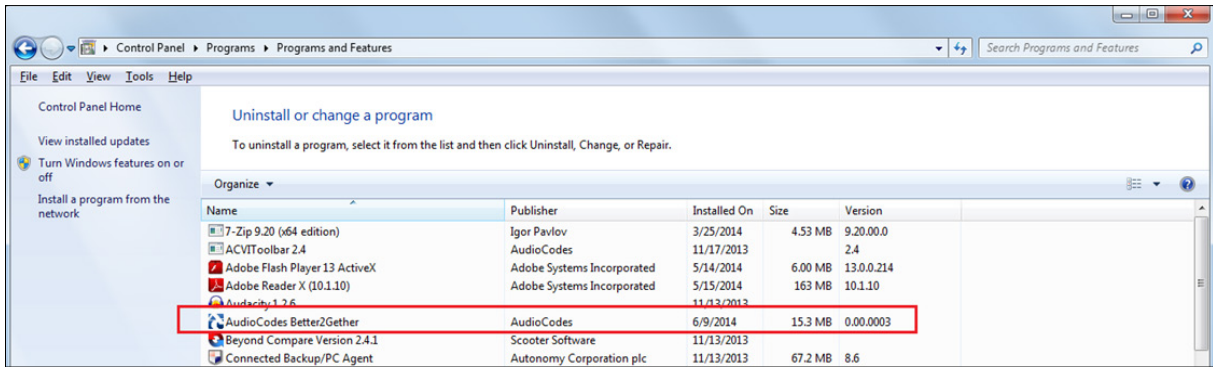 Control Panel Programs Programs and Features
Search Programs and Features
File Edit View Tools Help
Control Panel Home
View installed updates
Turn Windows features on or
off
Install a program from the
network
Uninstall or change a program
To uninstall a program, select it from the list and then click Uninstall, Change, or Repair.
Organize
Name Publisher Installed On Size Version
7-Zip 9.20 (x64 edition) Igor Pavlov 3/25/2014 4.53 MB 9.20.00.0
ACVIToolbar 2.4 AudioCodes 11/17/2013 2.4
Adobe Flash Player 13 ActiveX Adobe Systems Incorporated 5/14/2014 6.00 MB 13.0.0.214
Adobe Reader X (10.1.10) Adobe Systems Incorporated 5/15/2014 163 MB 10.1.10
Audacity 1.2.6 11/13/2013
AudioCodes Better2Gether AudioCodes 6/9/2014 15.3 MB 0.00.0003
Beyond Compare Version 2.4.1 Scooter Software 11/13/2013
Connected Backup/PC Agent Autonomy Corporation plc 11/13/2013 67.2 MB 8.6